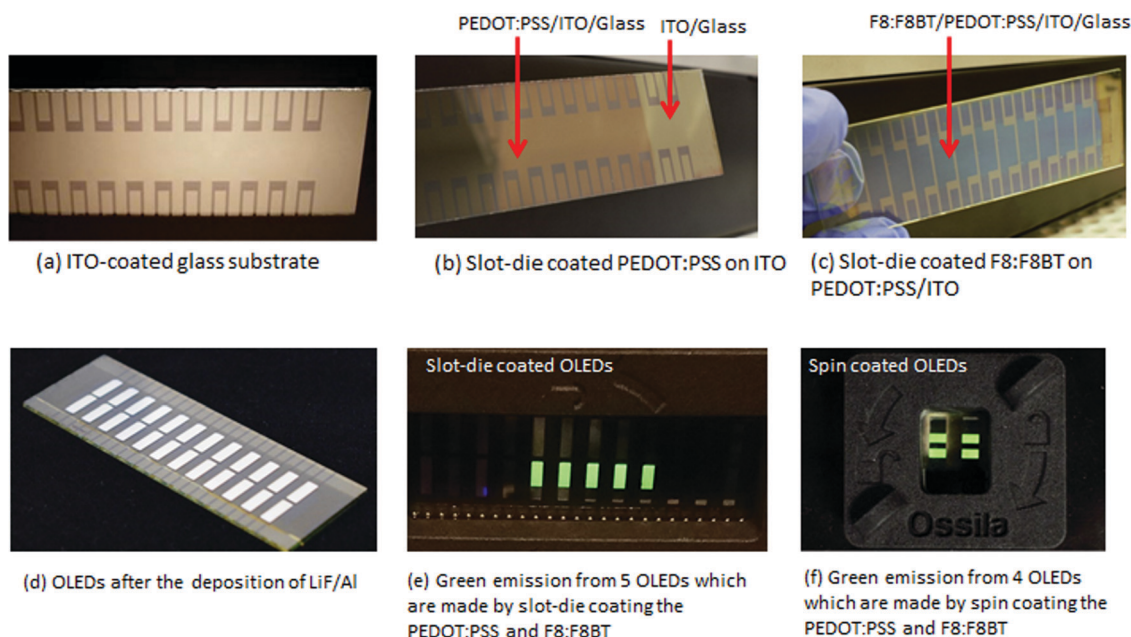 PEDOT:PSS/ITO/Glass
ITO/Glass
F8:F8BT/PEDOT:PSS/ITO/Glass
(a) ITO-coated glass substrate
(b) Slot-die coated PEDOT:PSS on ITO
(c) Slot-die coated F8:F8BT on
PEDOT:PSS/ITO
Slot-die coated OLEDs
Spin coated OLEDs
Ossila
(d) OLEDs after the deposition of LiF/Al
(e) Green emission from 5 OLEDs which
are made by slot-die coating the
PEDOT:PSS and F8:F8BT
(f) Green emission from 4 OLEDs
which are made by spin coating the
PEDOT:PSS and F8:F8BT